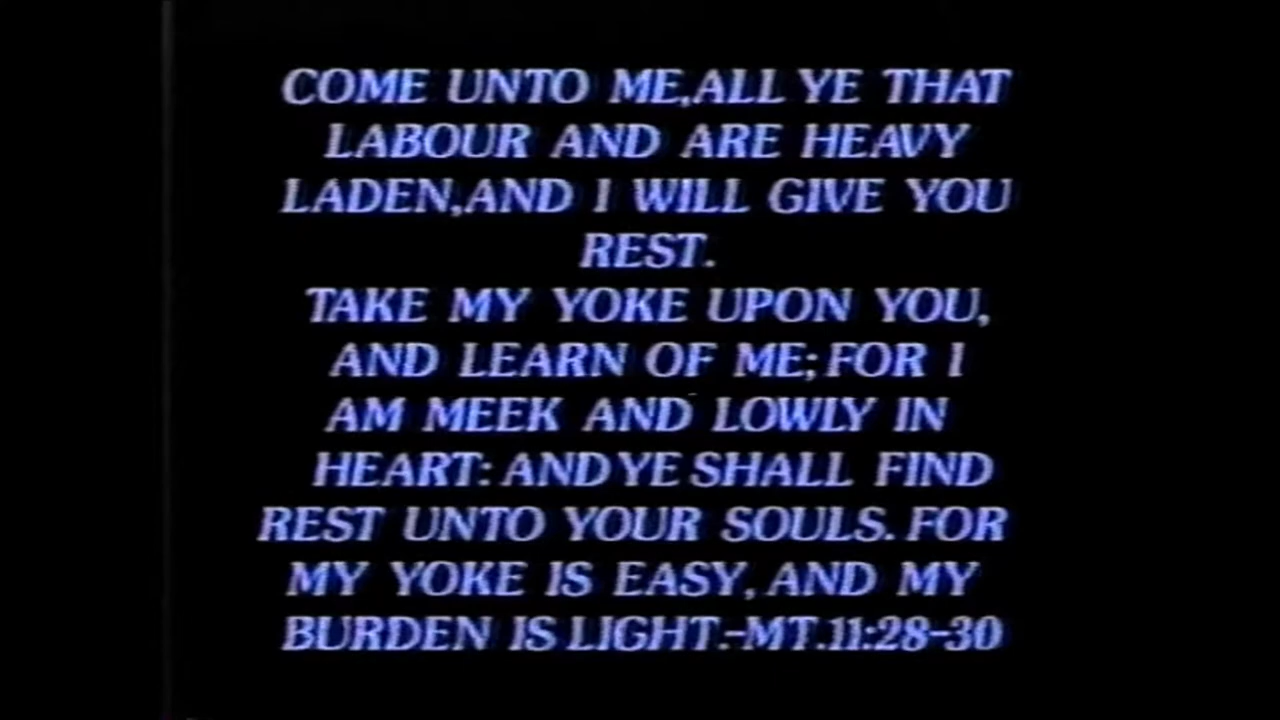 COME UNTO ME,ALL YE THAT
LABOUR AND ARE HEAVY
LADEN,AND I WILL GIVE YOU
REST.
TAKE MY YOKE UPON YOU,
AND LEARN OF ME; FOR I
AM MEEK AND LOWLY IN
HEART: AND YE SHALL FIND
REST UNTO YOUR SOULS. FOR
MY YOKE IS EASY, AND MY
BURDEN IS LIGHT.-MT.11:28-30